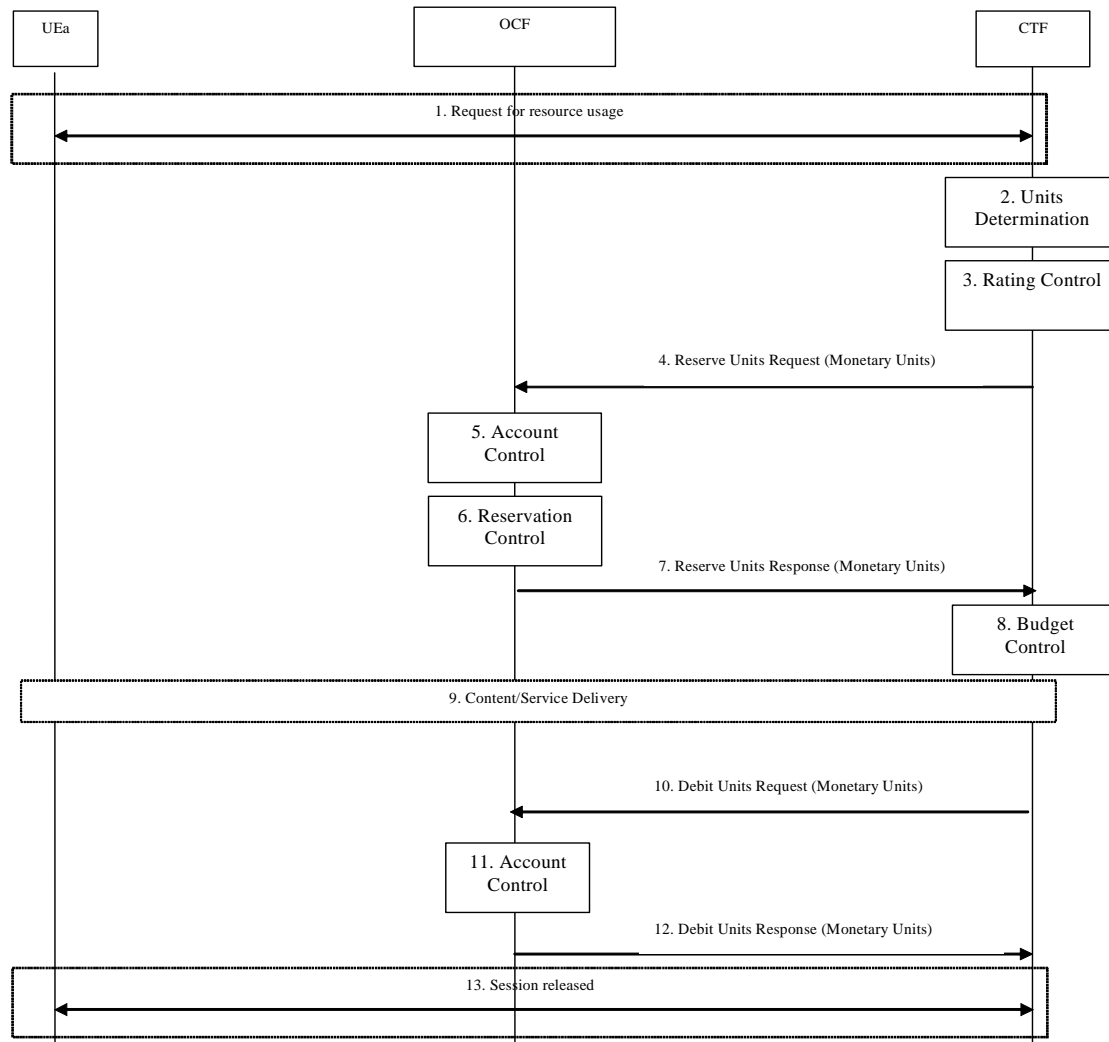 UEa
OCF
CTF
1. Request for resource usage
2. Units
Determination
3. Rating Control
4. Reserve Units Request (Monetary Units)
5. Account
Control
6. Reservation
Control
7. Reserve Units Response (Monetary Units)
8. Budget
Control
9. Content/Service Delivery
10. Debit Units Request (Monetary Units)
11. Account
Control
12. Debit Units Response (Monetary Units)
13. Session released